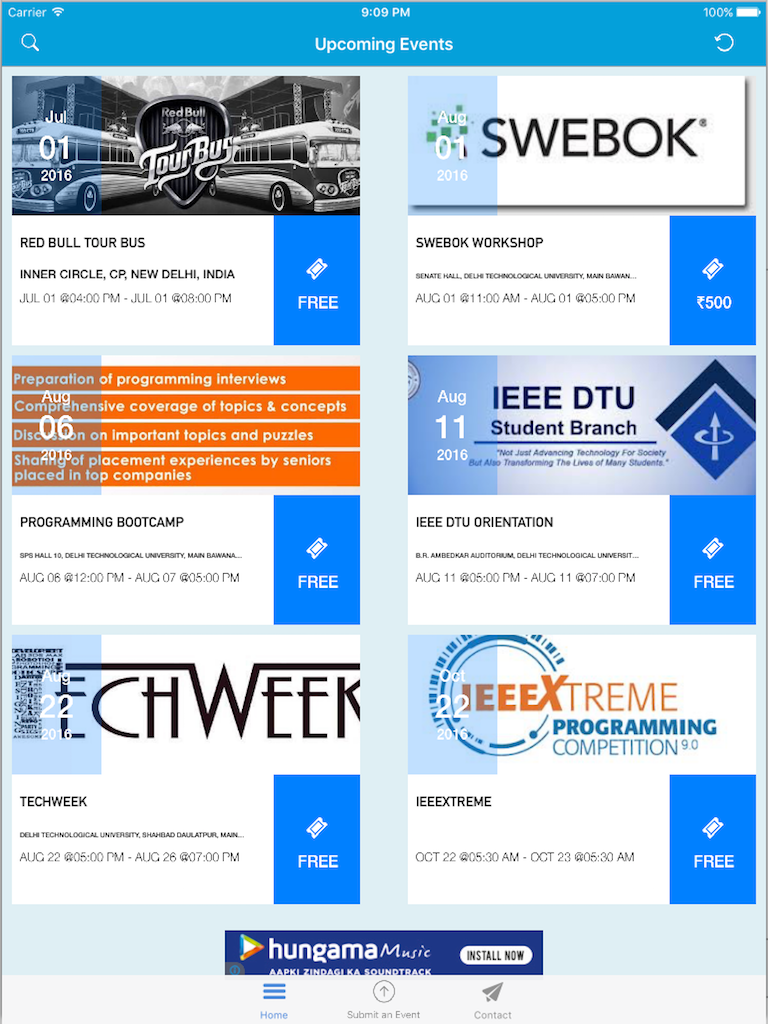 Carrier 9:09 PM 100%
Upcoming Events
Red Bull
TourBus
Jul
01
2016
RED BULL TOUR BUS
INNER CIRCLE, CP, NEW DELHI, INDIA
JUL 01 @04:00 PM - JUL 01 @08:00 PM
FREE
SWEBOK®
Aug
01
2016
SWEBOK WORKSHOP
SENATE HALL, DELHI TECHNOLOGICAL UNIVERSITY, MAIN BAWAN...
AUG 01 @11:00 AM - AUG 01 @05:00 PM
₹500
Preparation of programming interviews
Comprehensive coverage of topics & concepts
Discussion on important topics and puzzles
Sharing of placement experiences by seniors
placed in top companies
Aug
06
2016
PROGRAMMING BOOTCAMP
SPS HALL 10, DELHI TECHNOLOGICAL UNIVERSITY, MAIN BAWANA...
AUG 06 @12:00 PM - AUG 07 @05:00 PM
FREE
IEEE DTU
Student Branch
"Not Just Advancing Technology For Society
But Also Transforming The Lives of Many Students."
Aug
11
2016
IEEE DTU ORIENTATION
B.R. AMBEDKAR AUDITORIUM, DELHI TECHNOLOGICAL UNIVERSIT...
AUG 11 @05:00 PM - AUG 11 @07:00 PM
FREE
TECHWEEK
Aug
22
2016
TECHWEEK
DELHI TECHNOLOGICAL UNIVERSITY, SHAHBAD DAULATPUR, MAIN...
AUG 22 @05:00 PM - AUG 26 @07:00 PM
FREE
IEEEXTREME
PROGRAMMING
COMPETITION 9.0
Oct
22
2016
IEEEXTREME
OCT 22 @05:30 AM - OCT 23 @05:30 AM
FREE
hungama Music
AAPKI ZINDAGI KA SOUNDTRACK
INSTALL NOW
Home
Submit an Event
Contact